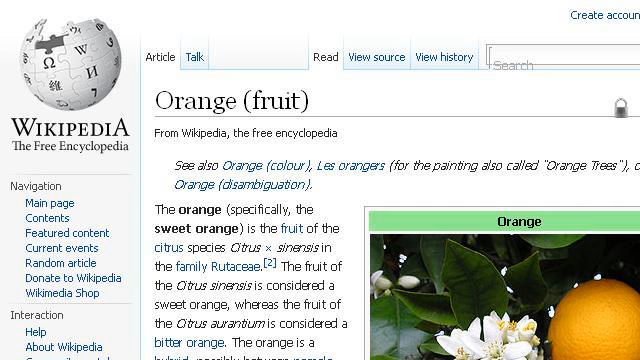 Create accoun
Article Talk Read View source View history Search
Orange (fruit)
WIKIPEDIA
The Free Encyclopedia
From Wikipedia, the free encyclopedia
See also Orange (colour), Les orangers (for the painting also called "Orange Trees"), o
Orange (disambiguation).
Navigation
Main page
Contents
Featured content
Current events
Random article
Donate to Wikipedia
Wikimedia Shop
Interaction
Help
About Wikipedia
The orange (specifically, the
sweet orange) is the fruit of the
citrus species Citrus × sinensis in
the family Rutaceae.[2] The fruit of
the Citrus sinensis is considered a
sweet orange, whereas the fruit of
the Citrus aurantium is considered a
bitter orange. The orange is a
hybrid, possibly between pomelo
Orange